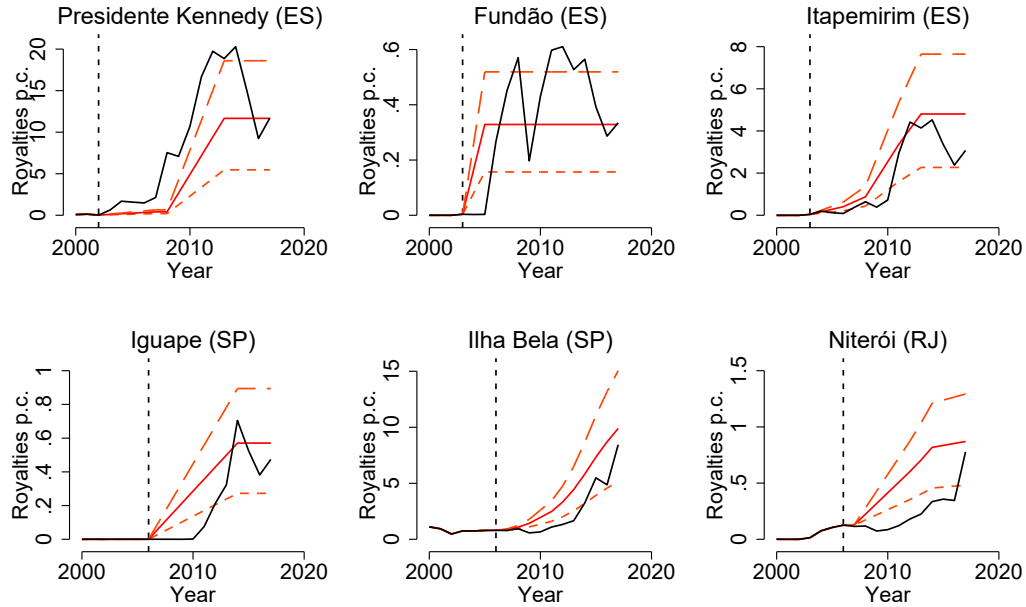 Presidente Kennedy (ES)
Royalties p.c.
0 5 10 15 20
2000 2010 2020
Year
Fundão (ES)
Royalties p.c.
0 .2 .4 .6
2000 2010 2020
Year
Itapemirim (ES)
Royalties p.c.
0 2 4 6 8
2000 2010 2020
Year
Iguape (SP)
Royalties p.c.
0 .2 .4 .6 .8 1
2000 2010 2020
Year
Ilha Bela (SP)
Royalties p.c.
0 5 10 15
2000 2010 2020
Year
Niterói (RJ)
Royalties p.c.
0 .5 1 1.5
2000 2010 2020
Year